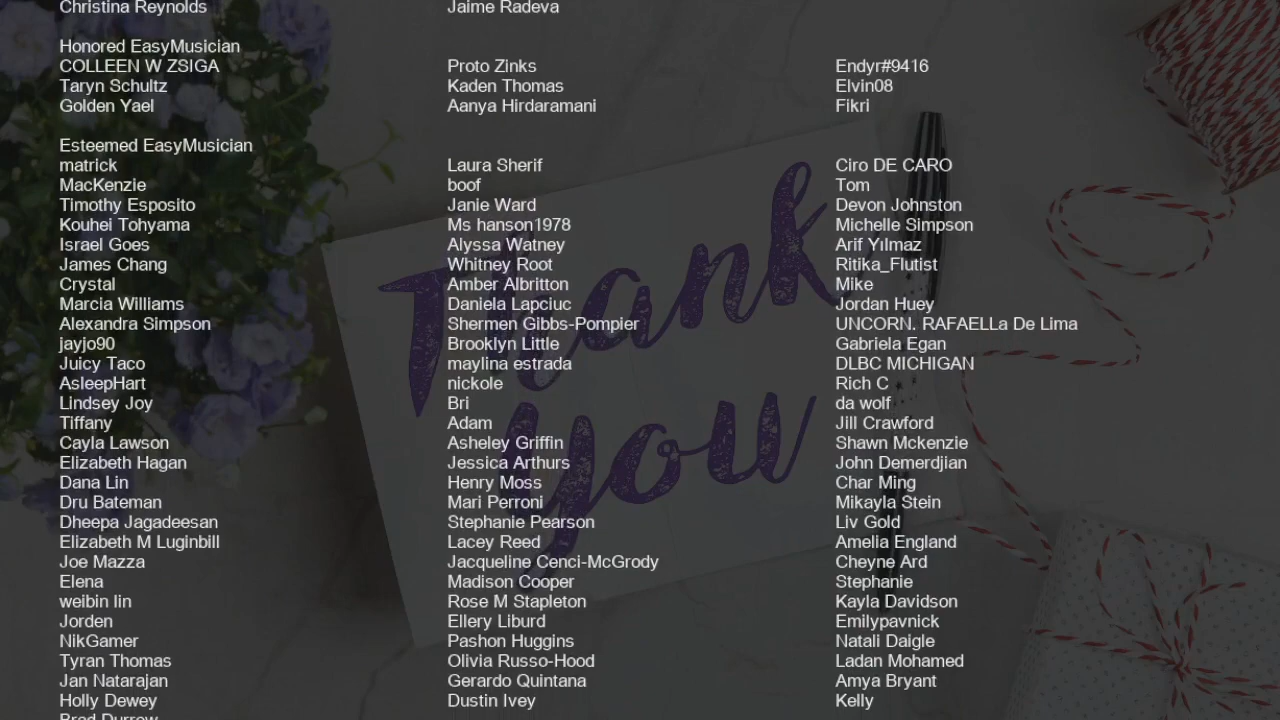 Christina Reynolds Jaime Radeva
Honored EasyMusician
COLLEEN W ZSIGA Proto Zinks Endyr#9416
Taryn Schultz Kaden Thomas Elvin08
Golden Yael Aanya Hirdaramani Fikri
Esteemed EasyMusician
matrick Laura Sherif Ciro DE CARO
MacKenzie boof Tom
Timothy Esposito Janie Ward Devon Johnston
Kouhei Tohyama Ms hanson1978 Michelle Simpson
Israel Goes Alyssa Watney Arif Yılmaz
James Chang Whitney Root Ritika_Flutist
Crystal Amber Albritton Mike
Marcia Williams Daniela Lapciuc Jordan Huey
Alexandra Simpson Shermen Gibbs-Pompier UNCORN. RAFAELLa De Lima
jayjo90 Brooklyn Little Gabriela Egan
Juicy Taco maylina estrada DLBC MICHIGAN
AsleepHart nickole Rich C
Lindsey Joy Bri da wolf
Tiffany Adam Jill Crawford
Cayla Lawson Asheley Griffin Shawn Mckenzie
Elizabeth Hagan Jessica Arthurs John Demerdjian
Dana Lin Henry Moss Char Ming
Dru Bateman Mari Perroni Mikayla Stein
Dheepa Jagadeesan Stephanie Pearson Liv Gold
Elizabeth M Luginbill Lacey Reed Amelia England
Joe Mazza Jacqueline Cenci-McGrody Cheyne Ard
Elena Madison Cooper Stephanie
weibin lin Rose M Stapleton Kayla Davidson
Jorden Ellery Liburd Emilypavnick
NikGamer Pashon Huggins Natali Daigle
Tyran Thomas Olivia Russo-Hood Ladan Mohamed
Jan Natarajan Gerardo Quintana Amya Bryant
Holly Dewey Dustin Ivey Kelly
Brad Durrow
Thank
you